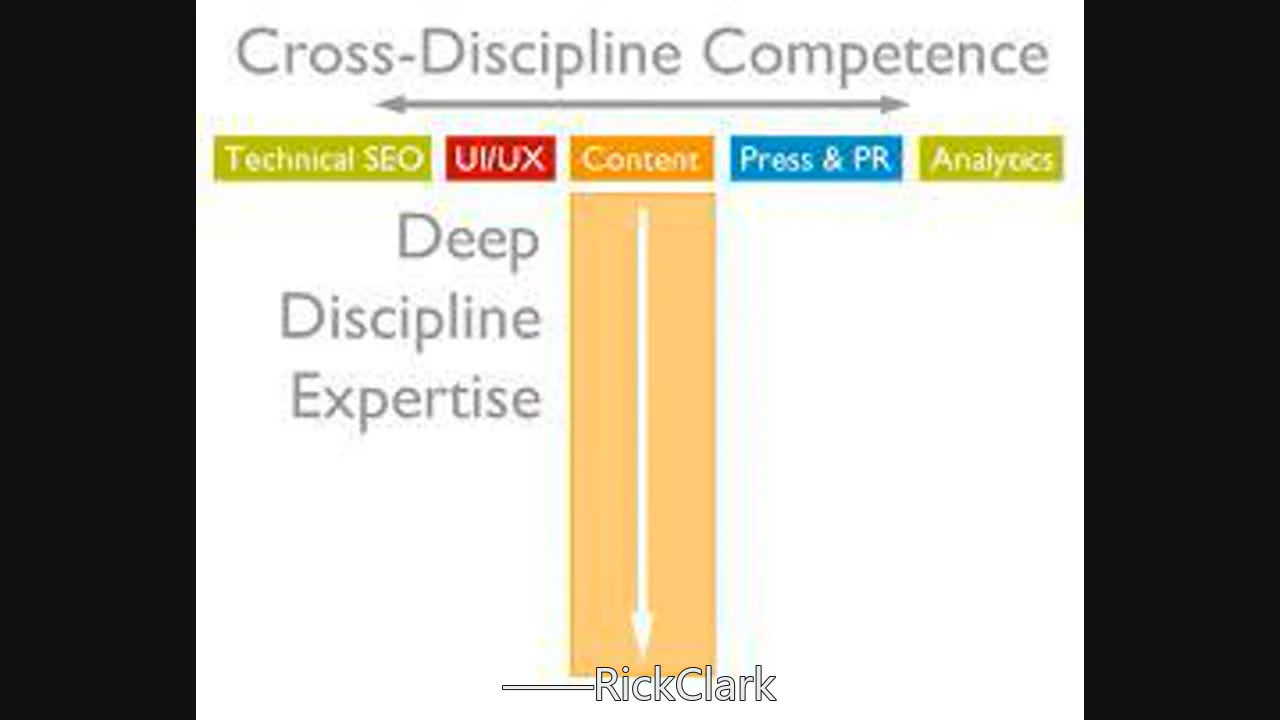 Cross-Discipline Competence
Technical SEO UI/UX Content Press & PR Analytics
Deep
Discipline
Expertise
———RickClark